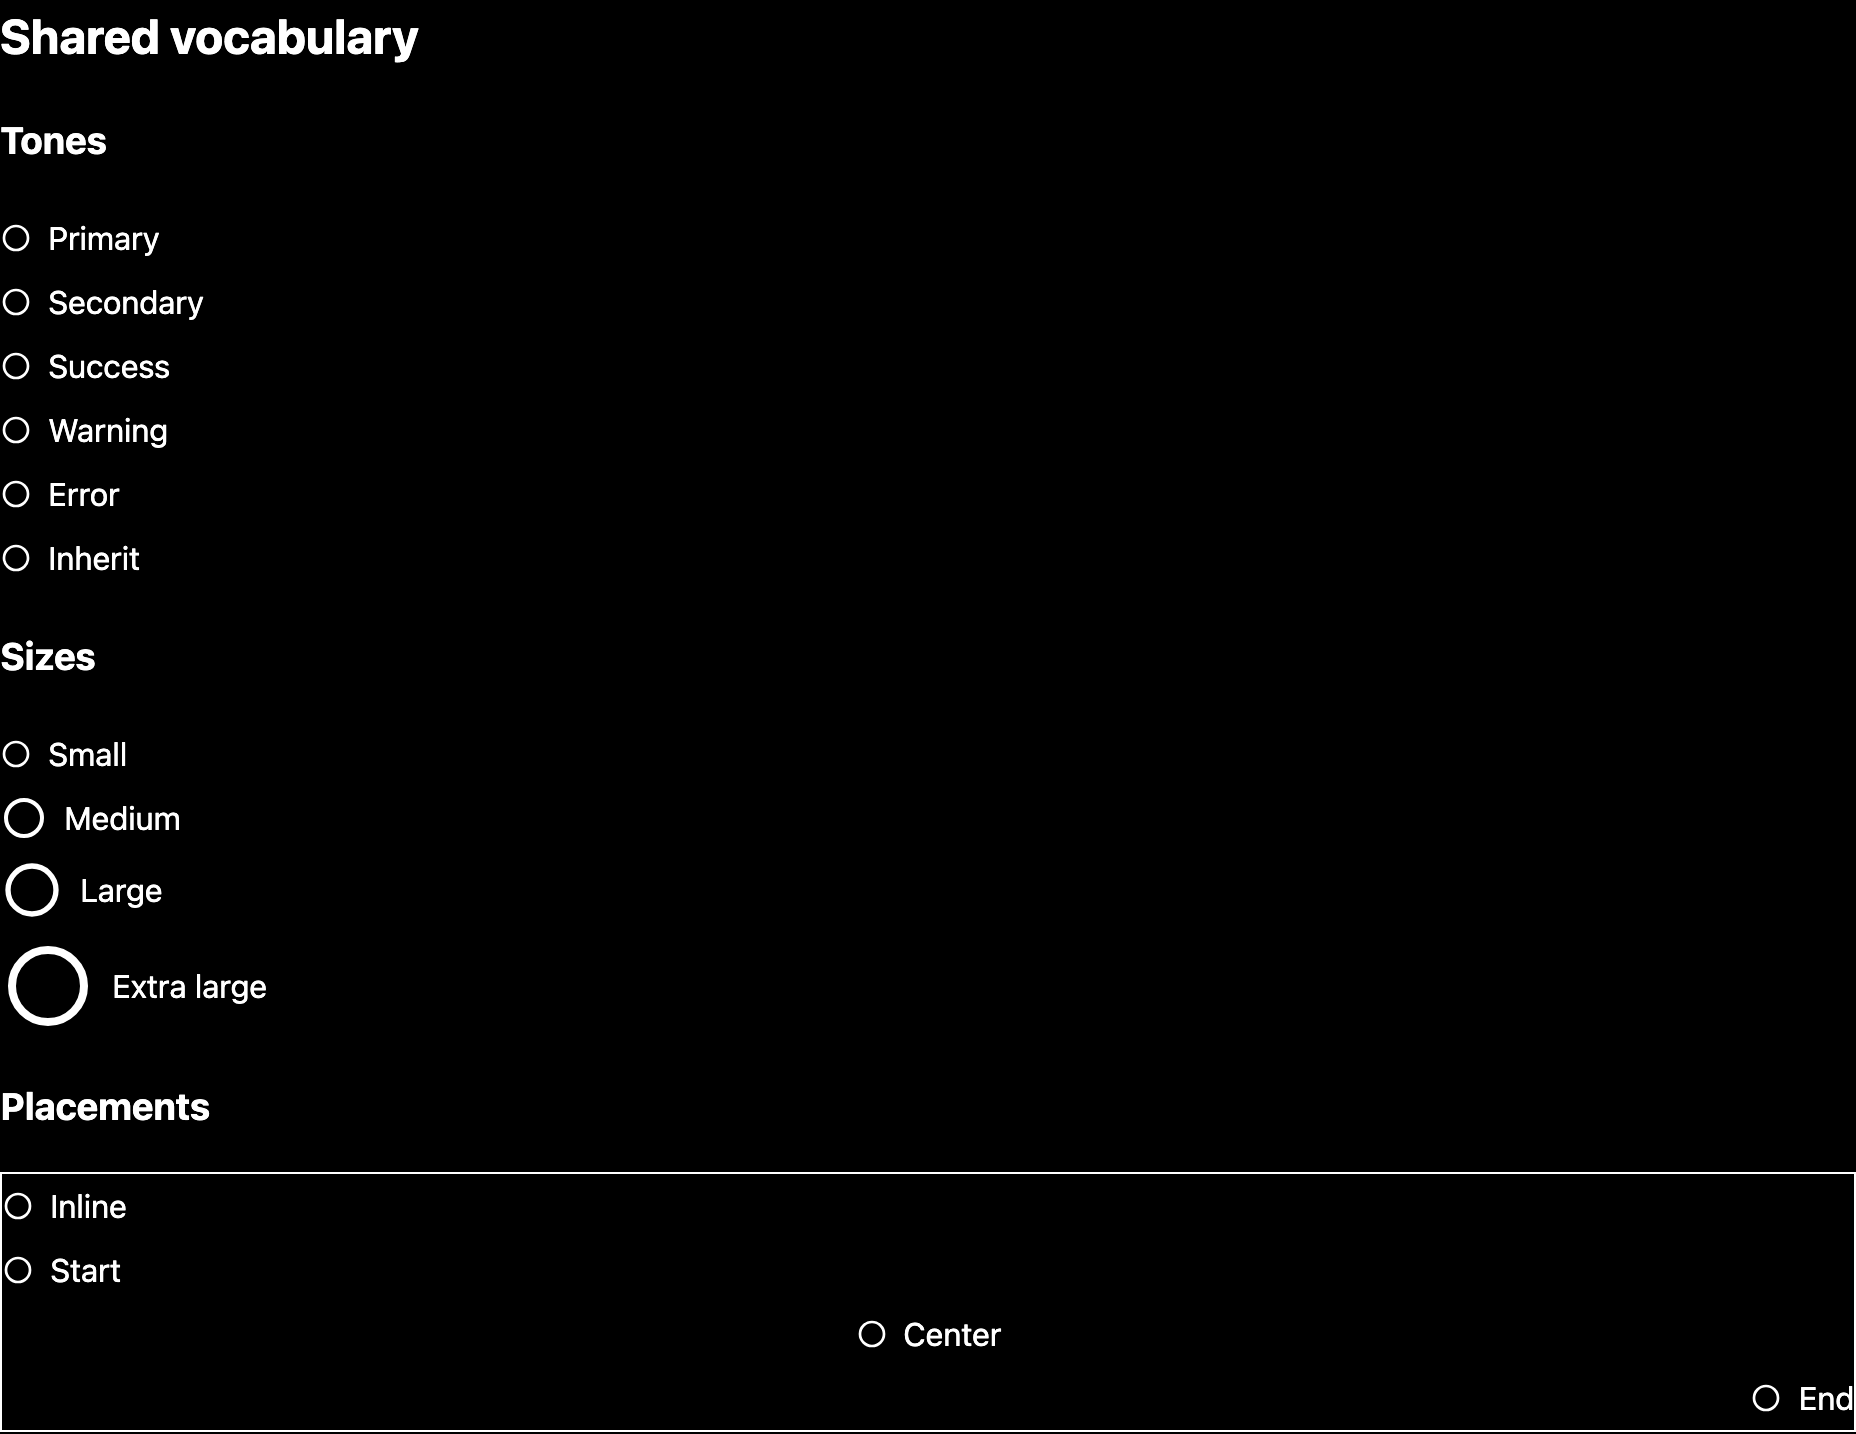 Shared vocabulary
Tones
Primary
Secondary
Success
Warning
Error
Inherit
Sizes
Small
Medium
Large
Extra large
Placements
Inline
Start
Center
End